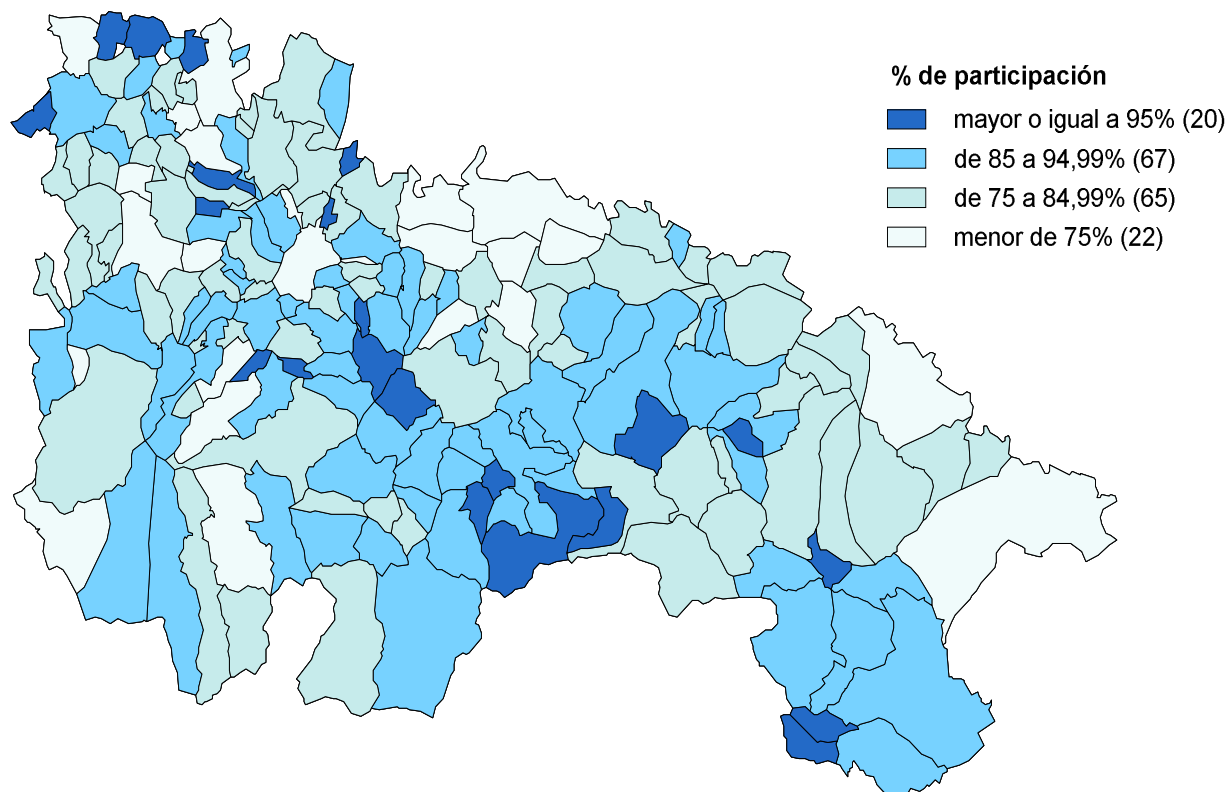 % de participación
mayor o igual a 95% (20)
de 85 a 94,99% (67)
de 75 a 84,99% (65)
menor de 75% (22)